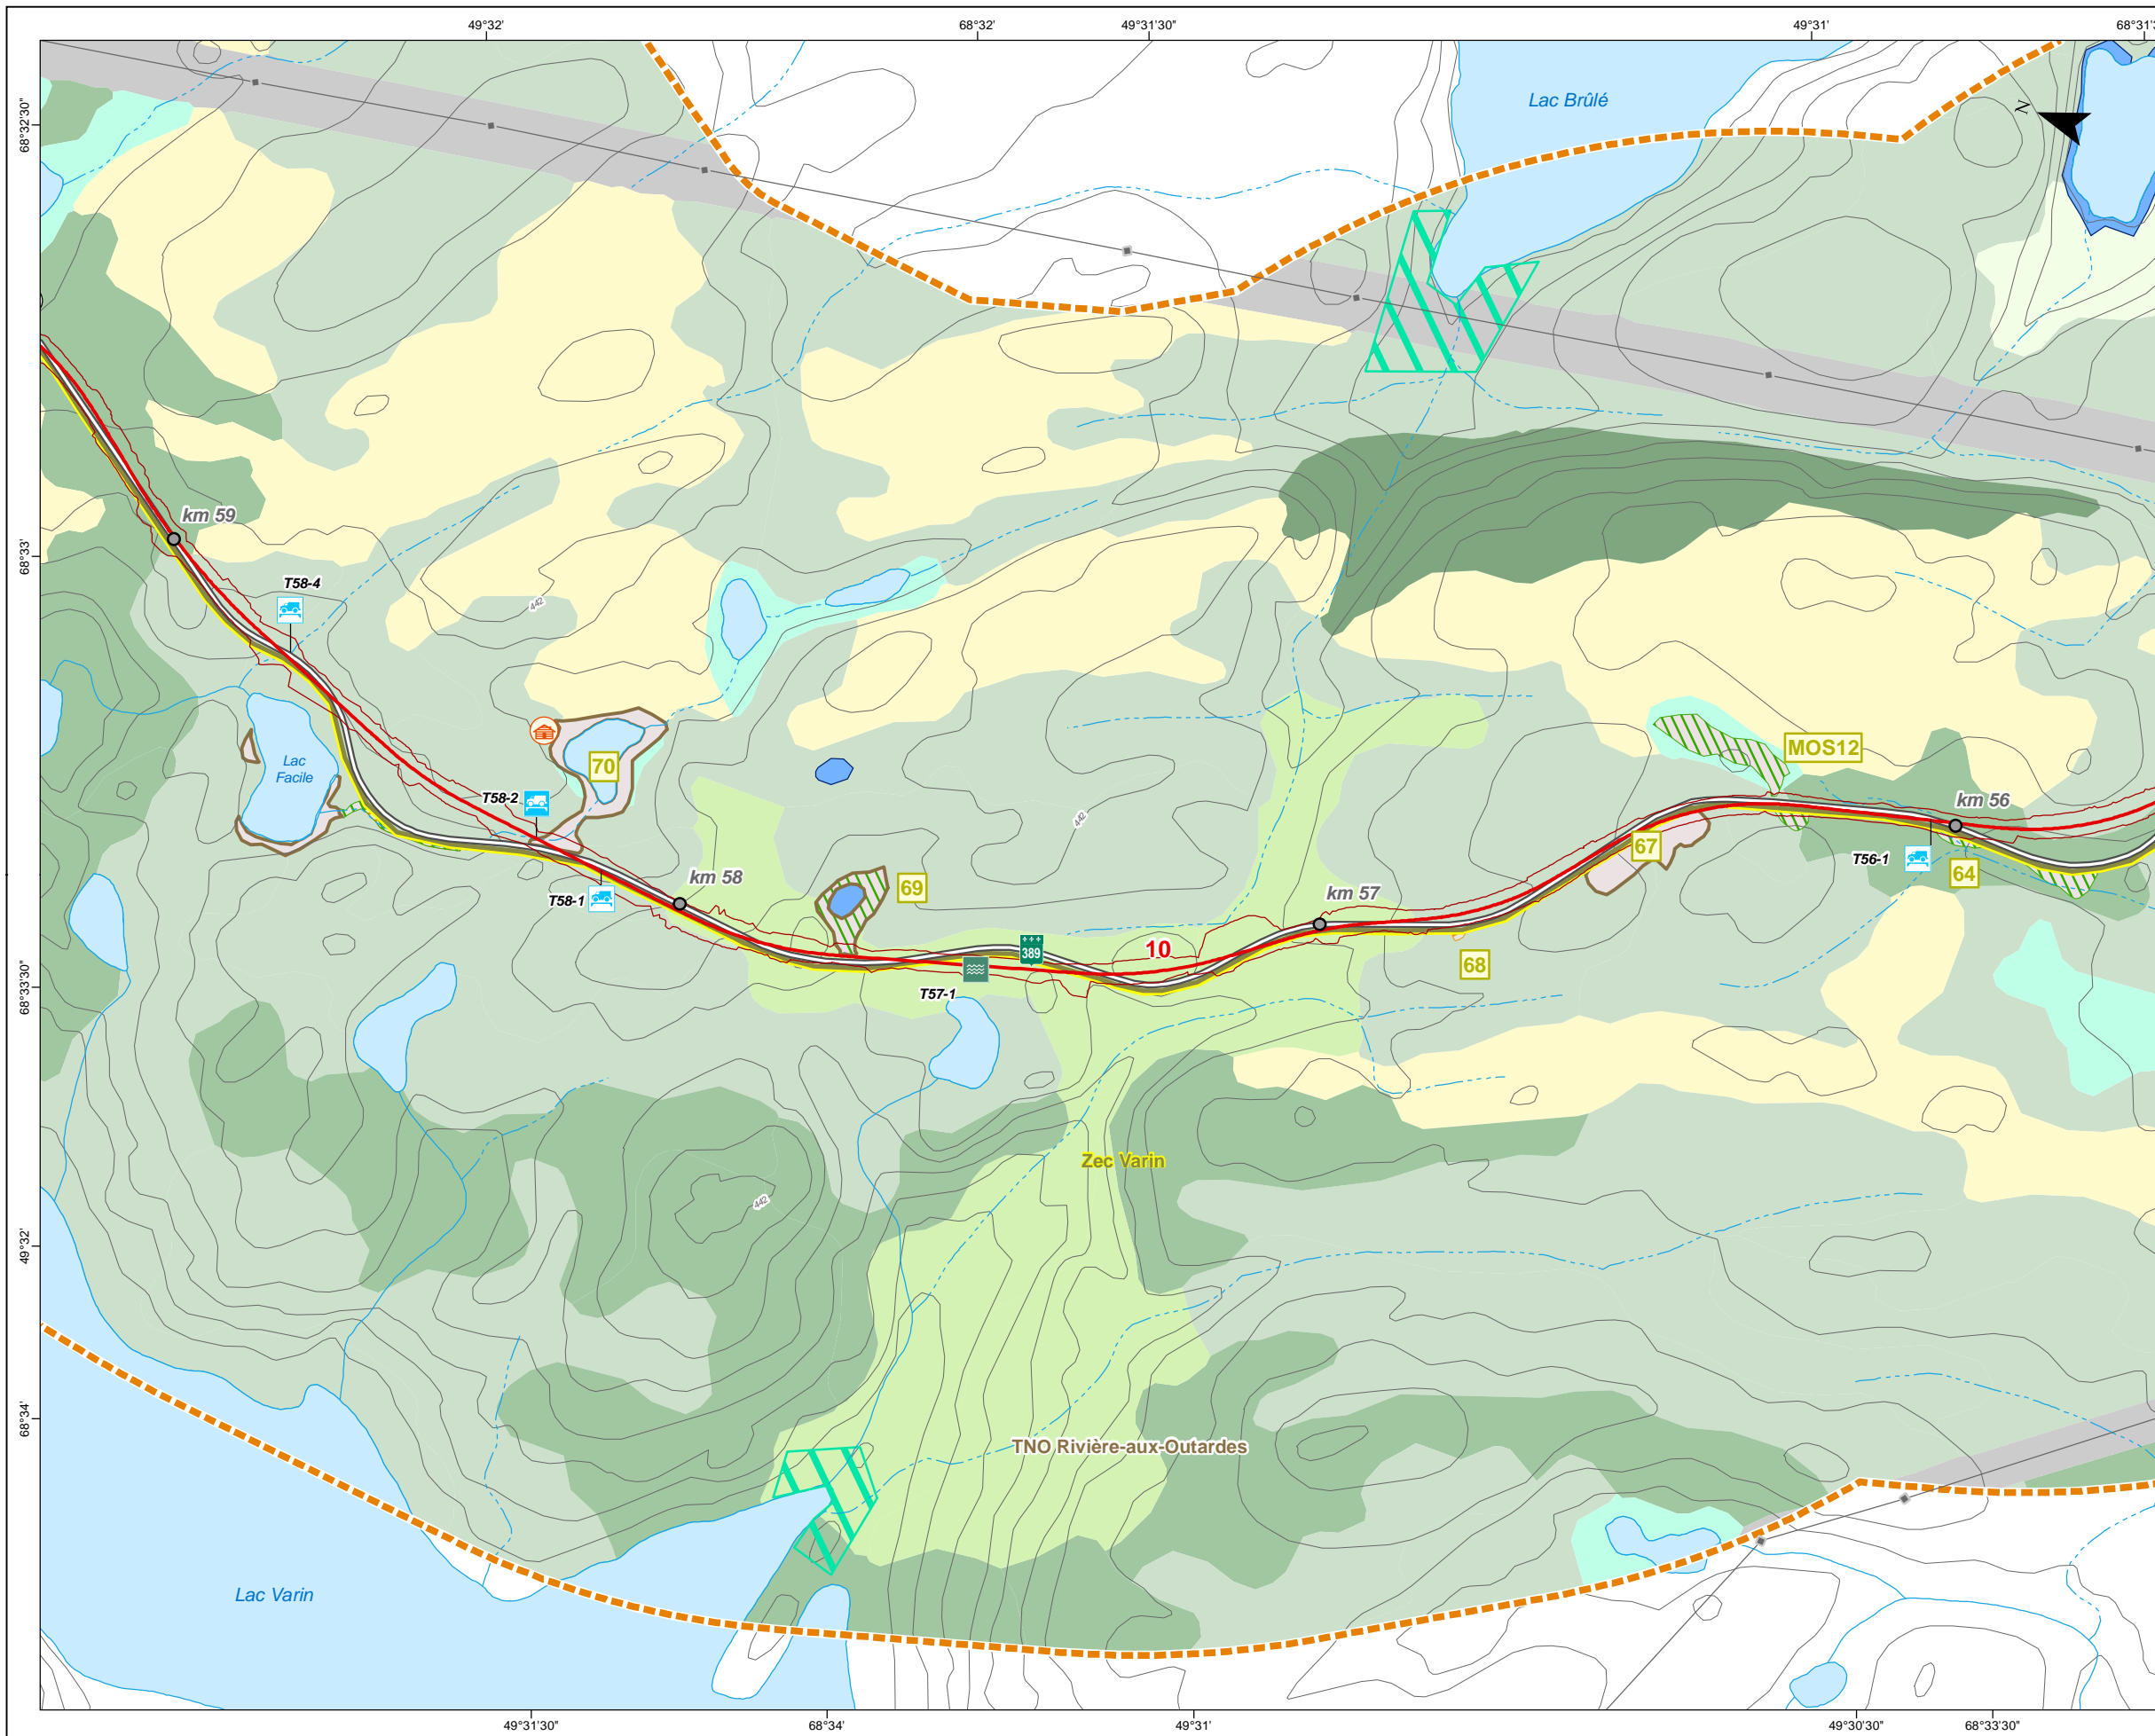 49°32'
68°32'
49°31'30"
49°31'
68°32'30"
Lac Brûlé
N
km 59
68°33'
T58-4
442
MOS12
70
Lac
Facile
T58-2
km 56
442
67
T56-1
64
km 58
69
T58-1
km 57
389
10
68
68°33'30"
T57-1
Zec Varin
442
49°32'
68°34'
TNO Rivière-aux-Outardes
Lac Varin
49°31'30"
68°34'
49°31'
49°30'30"
68°33'30"